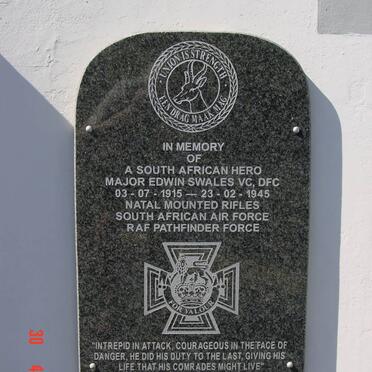 UNION IS STRENGTH
EENDRAG MAAK MAG
IN MEMORY
OF
A SOUTH AFRICAN HERO
MAJOR EDWIN SWALES VC, DFC
03 - 07 - 1915 — 23 - 02 - 1945
NATAL MOUNTED RIFLES
SOUTH AFRICAN AIR FORCE
RAF PATHFINDER FORCE
FOR VALOUR
"INTREPID IN ATTACK, COURAGEOUS IN THE FACE OF
DANGER, HE DID HIS DUTY TO THE LAST, GIVING HIS
LIFE THAT HIS COMRADES MIGHT LIVE"
30